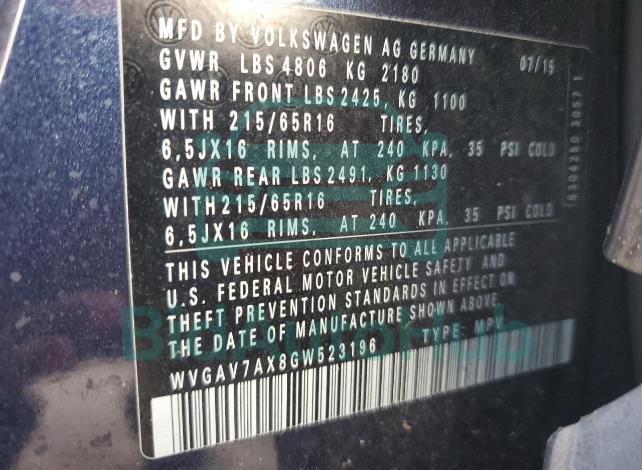 MFD BY VOLKSWAGEN AG GERMANY 07/15
GVWR LBS 4806 KG 2180
GAWR FRONT LBS 2425, KG 1100
WITH 215/65R16 TIRES,
6,5JX16 RIMS, AT 240 KPA, 35 PSI COLD
GAWR REAR LBS 2491, KG 1130
WITH 215/65R16 TIRES,
6,5JX16 RIMS, AT 240 KPA, 35 PSI COLD
THIS VEHICLE CONFORMS TO ALL APPLICABLE
U.S. FEDERAL MOTOR VEHICLE SAFETY AND
THEFT PREVENTION STANDARDS IN EFFECT ON
THE DATE OF MANUFACTURE SHOWN ABOVE
WVGAV7AX8GW523196 TYPE: MPV